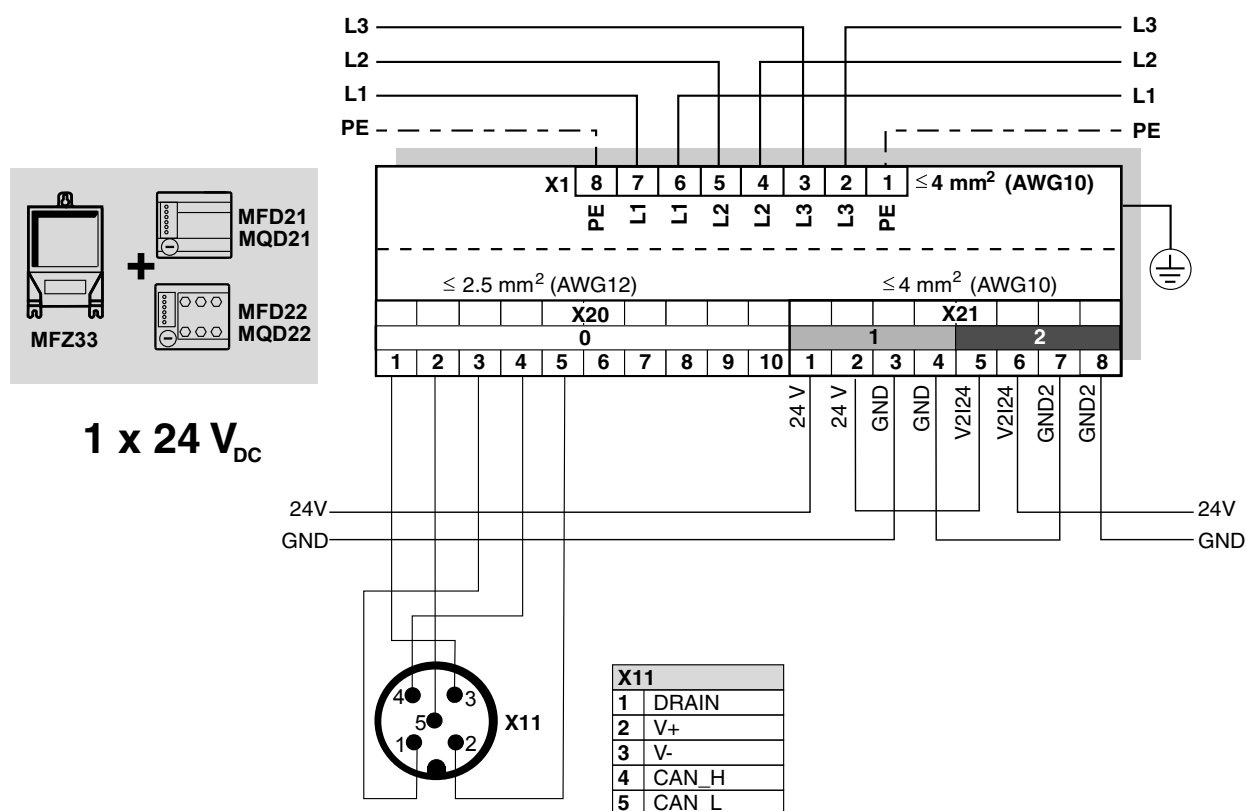 L3 L3
L2 L2
L1 L1
PE PE
X1 8 7 6 5 4 3 2 1 ≤4 mm² (AWG10)
PE L1 L1 L2 L2 L3 L3 PE
MFD21
MQD21
+
MFZ33
MFD22
MQD22
≤ 2.5 mm² (AWG12) ≤4 mm² (AWG10)
X20 X21
0 1 2
1 2 3 4 5 6 7 8 9 10 1 2 3 4 5 6 7 8
24 V 24 V GND GND V2I24 V2I24 GND2 GND2
1 x 24 VDC
24V 24V
GND GND
4 3
5
1 2
X11
X11
1 DRAIN
2 V+
3 V-
4 CAN_H
5 CAN_L